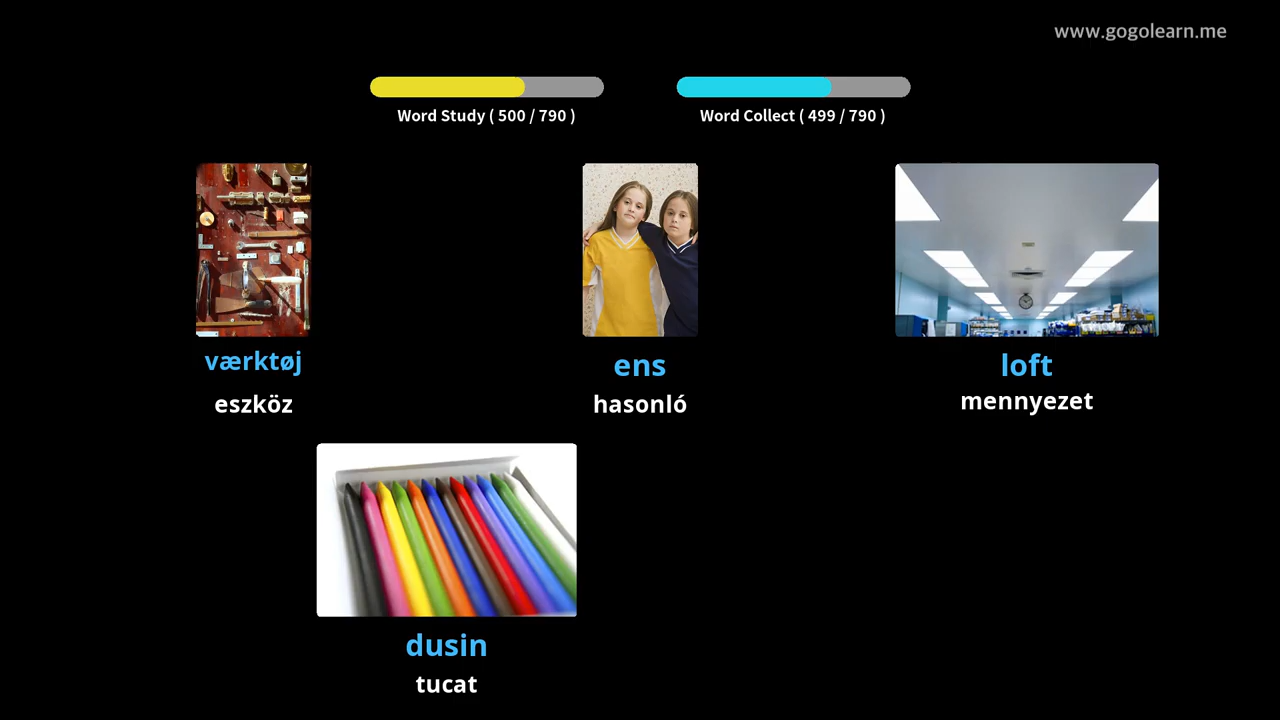 www.gogolearn.me
Word Study ( 500 / 790 )
Word Collect ( 499 / 790 )
værktøj
eszköz
ens
hasonló
loft
mennyezet
dusin
tucat